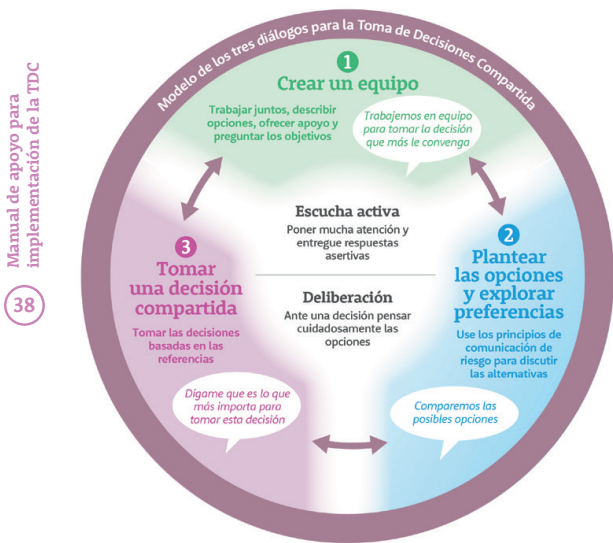 Manual de apoyo para
implementación de la TDC
38
Modelo de los tres diálogos para la Toma de Decisiones Compartida
1
Crear un equipo
Trabajar juntos, describir
opciones, ofrecer apoyo y
preguntar los objetivos
Trabajemos en equipo
para tomar la decisión
que más le convenga
Escucha activa
Poner mucha atención y
entregue respuestas
asertivas
Deliberación
Ante una decisión pensar
cuidadosamente las
opciones
2
Plantear
las opciones
y explorar
preferencias
Use los principios de
comunicación de
riesgo para discutir
las alternativas
Comparemos las
posibles opciones
3
Tomar
una decisión
compartida
Tomar las decisiones
basadas en las
referencias
Dígame que es lo que
más importa para
tomar esta decisión